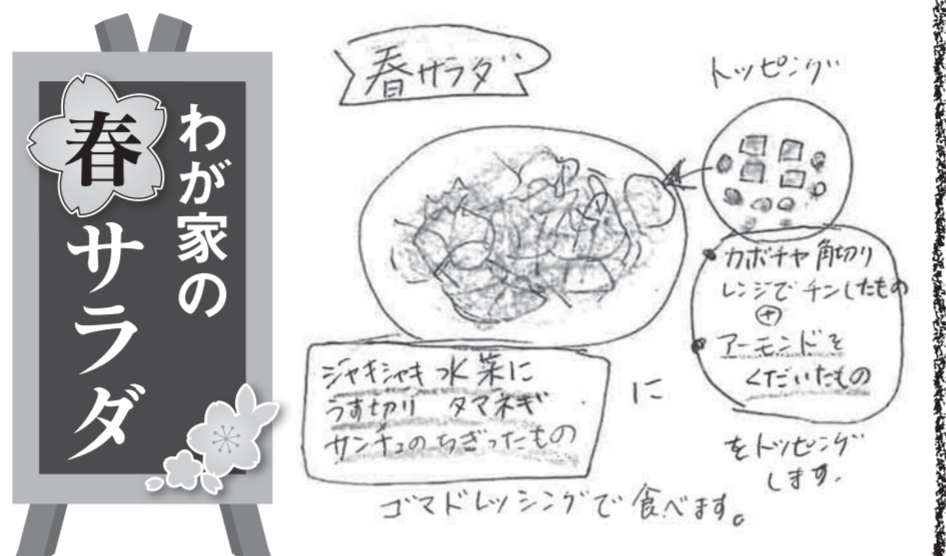 わが家の
春サラダ
春サラダ
トッピング
・カボチャ角切り
レンジでチンしたもの
⊕
・アーモンドを
くだいたもの
をトッピング
します。
ジャキシャキ水菜に
うす切り タマネギ
サンチュのちぎったもの
に
ゴマドレッシングで食べます。